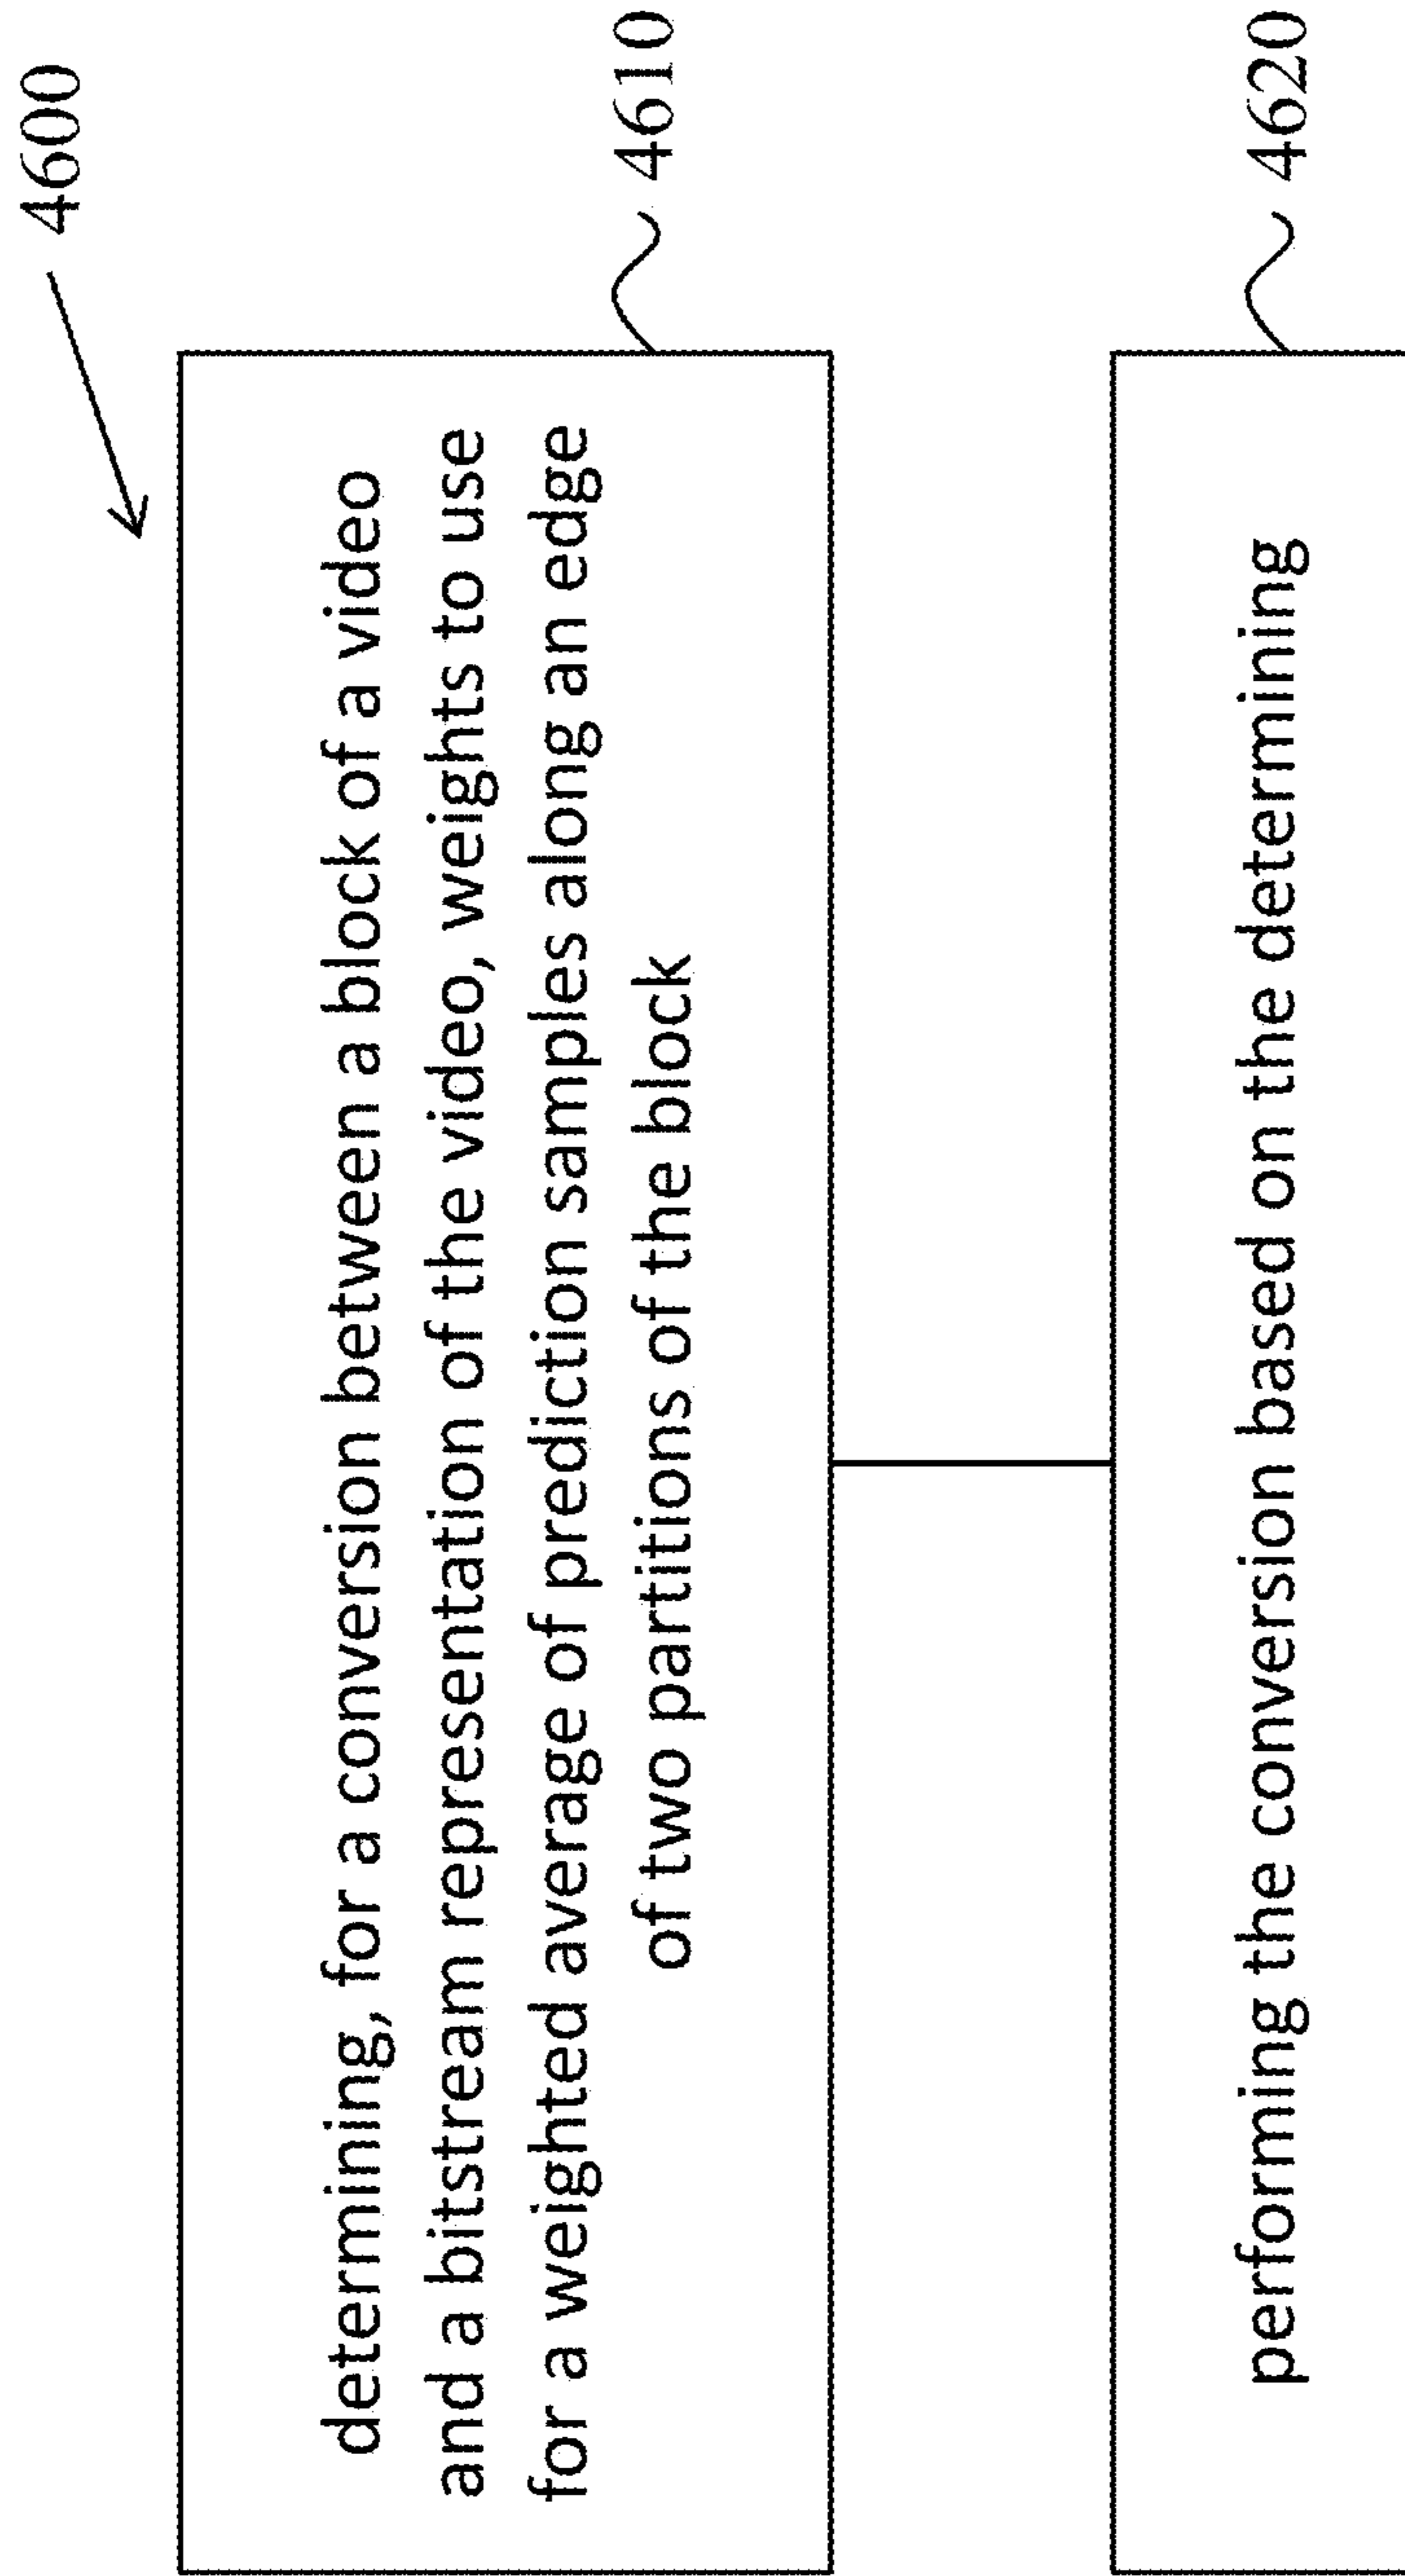 4600
determining, for a conversion between a block of a video
and a bitstream representation of the video, weights to use
for a weighted average of prediction samples along an edge
of two partitions of the block
4610
performing the conversion based on the determining
4620